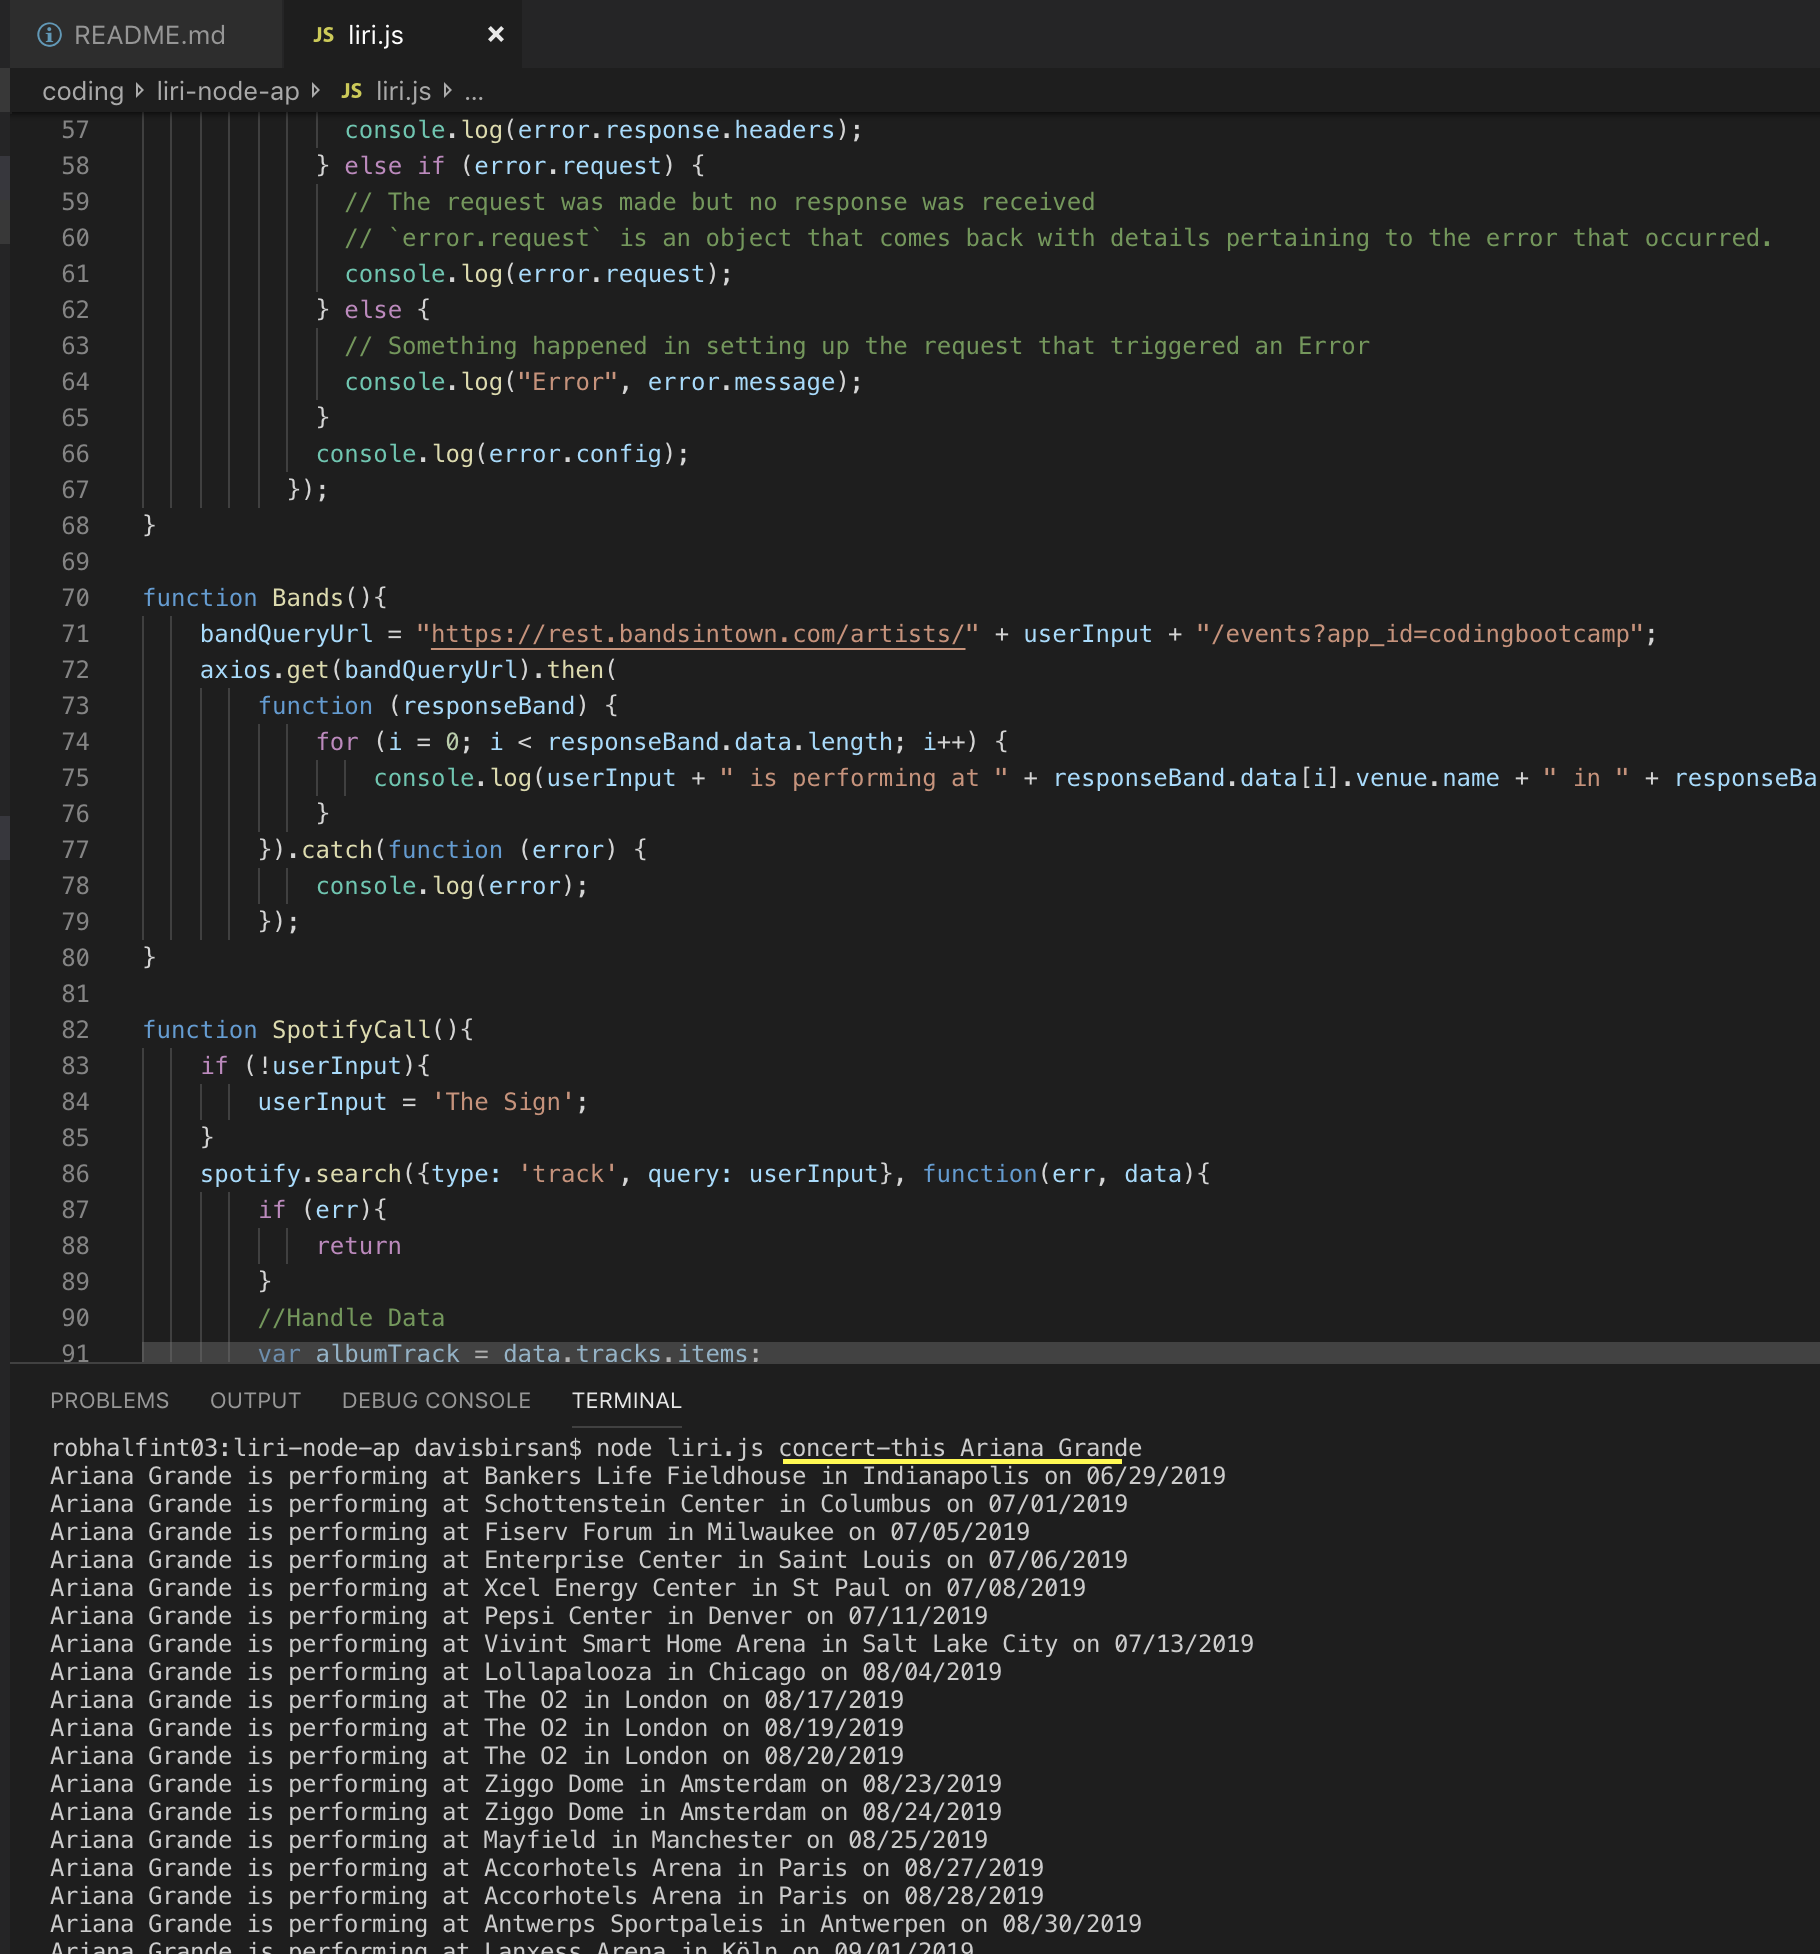 README.md JS liri.js ×
coding liri-node-ap JS liri.js ...
57 console.log(error.response.headers);
58 } else if (error.request) {
59 // The request was made but no response was received
60 // `error.request` is an object that comes back with details pertaining to the error that occurred.
61 console.log(error.request);
62 } else {
63 // Something happened in setting up the request that triggered an Error
64 console.log("Error", error.message);
65 }
66 console.log(error.config);
67 });
68 }
69
70 function Bands(){
71 bandQueryUrl = "https://rest.bandsintown.com/artists/" + userInput + "/events?app_id=codingbootcamp";
72 axios.get(bandQueryUrl).then(
73 function (responseBand) {
74 for (i = 0; i < responseBand.data.length; i++) {
75 console.log(userInput + " is performing at " + responseBand.data[i].venue.name + " in " + responseBa
76 }
77 }).catch(function (error) {
78 console.log(error);
79 });
80 }
81
82 function SpotifyCall(){
83 if (!userInput){
84 userInput = 'The Sign';
85 }
86 spotify.search({type: 'track', query: userInput}, function(err, data){
87 if (err){
88 return
89 }
90 //Handle Data
91 var albumTrack = data.tracks.items;
PROBLEMS OUTPUT DEBUG CONSOLE TERMINAL
robhalfint03:liri-node-ap davisbirsan$ node liri.js concert-this Ariana Grande
Ariana Grande is performing at Bankers Life Fieldhouse in Indianapolis on 06/29/2019
Ariana Grande is performing at Schottenstein Center in Columbus on 07/01/2019
Ariana Grande is performing at Fiserv Forum in Milwaukee on 07/05/2019
Ariana Grande is performing at Enterprise Center in Saint Louis on 07/06/2019
Ariana Grande is performing at Xcel Energy Center in St Paul on 07/08/2019
Ariana Grande is performing at Pepsi Center in Denver on 07/11/2019
Ariana Grande is performing at Vivint Smart Home Arena in Salt Lake City on 07/13/2019
Ariana Grande is performing at Lollapalooza in Chicago on 08/04/2019
Ariana Grande is performing at The O2 in London on 08/17/2019
Ariana Grande is performing at The O2 in London on 08/19/2019
Ariana Grande is performing at The O2 in London on 08/20/2019
Ariana Grande is performing at Ziggo Dome in Amsterdam on 08/23/2019
Ariana Grande is performing at Ziggo Dome in Amsterdam on 08/24/2019
Ariana Grande is performing at Mayfield in Manchester on 08/25/2019
Ariana Grande is performing at Accorhotels Arena in Paris on 08/27/2019
Ariana Grande is performing at Accorhotels Arena in Paris on 08/28/2019
Ariana Grande is performing at Antwerps Sportpaleis in Antwerpen on 08/30/2019
Ariana Grande is performing at Lanxess Arena in Köln on 09/01/2019